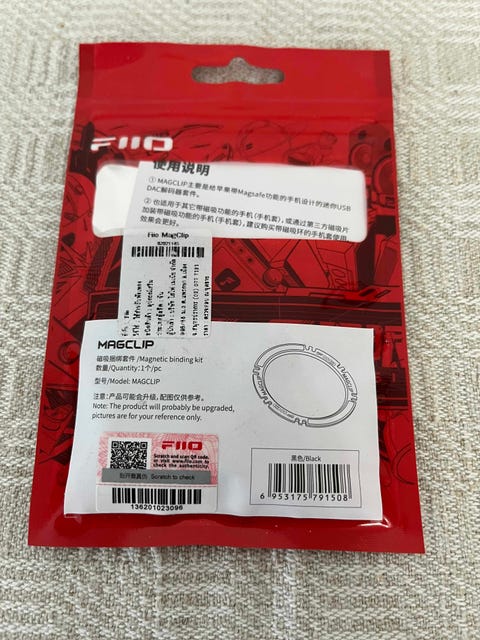 FIIO
使用说明
① MAGCLIP主要是给苹果带Magsafe功能的手机设计的迷你USB
DAC解码器套件。
② 也适用于其它带磁吸功能的手机(手机套),或通过第三方磁吸片
加装带磁吸功能的手机(手机套),建议购买带磁吸环的手机套使用
效果会更好。
Fiio MagClip
MAGCLIP
磁吸捆绑套件 /Magnetic binding kit
数量/Quantity: 1个/pc
型号/Model: MAGCLIP
注意:产品可能会升级,配图仅供参考。
Note: The product will probably be upgraded,
pictures are for your reference only.
FIIO
Scratch and scan QR code,
or visit www.fiio.com to
check the authenticity.
刮开查真伪 Scratch to check
136201023096
黑色/Black
6 953175 791508